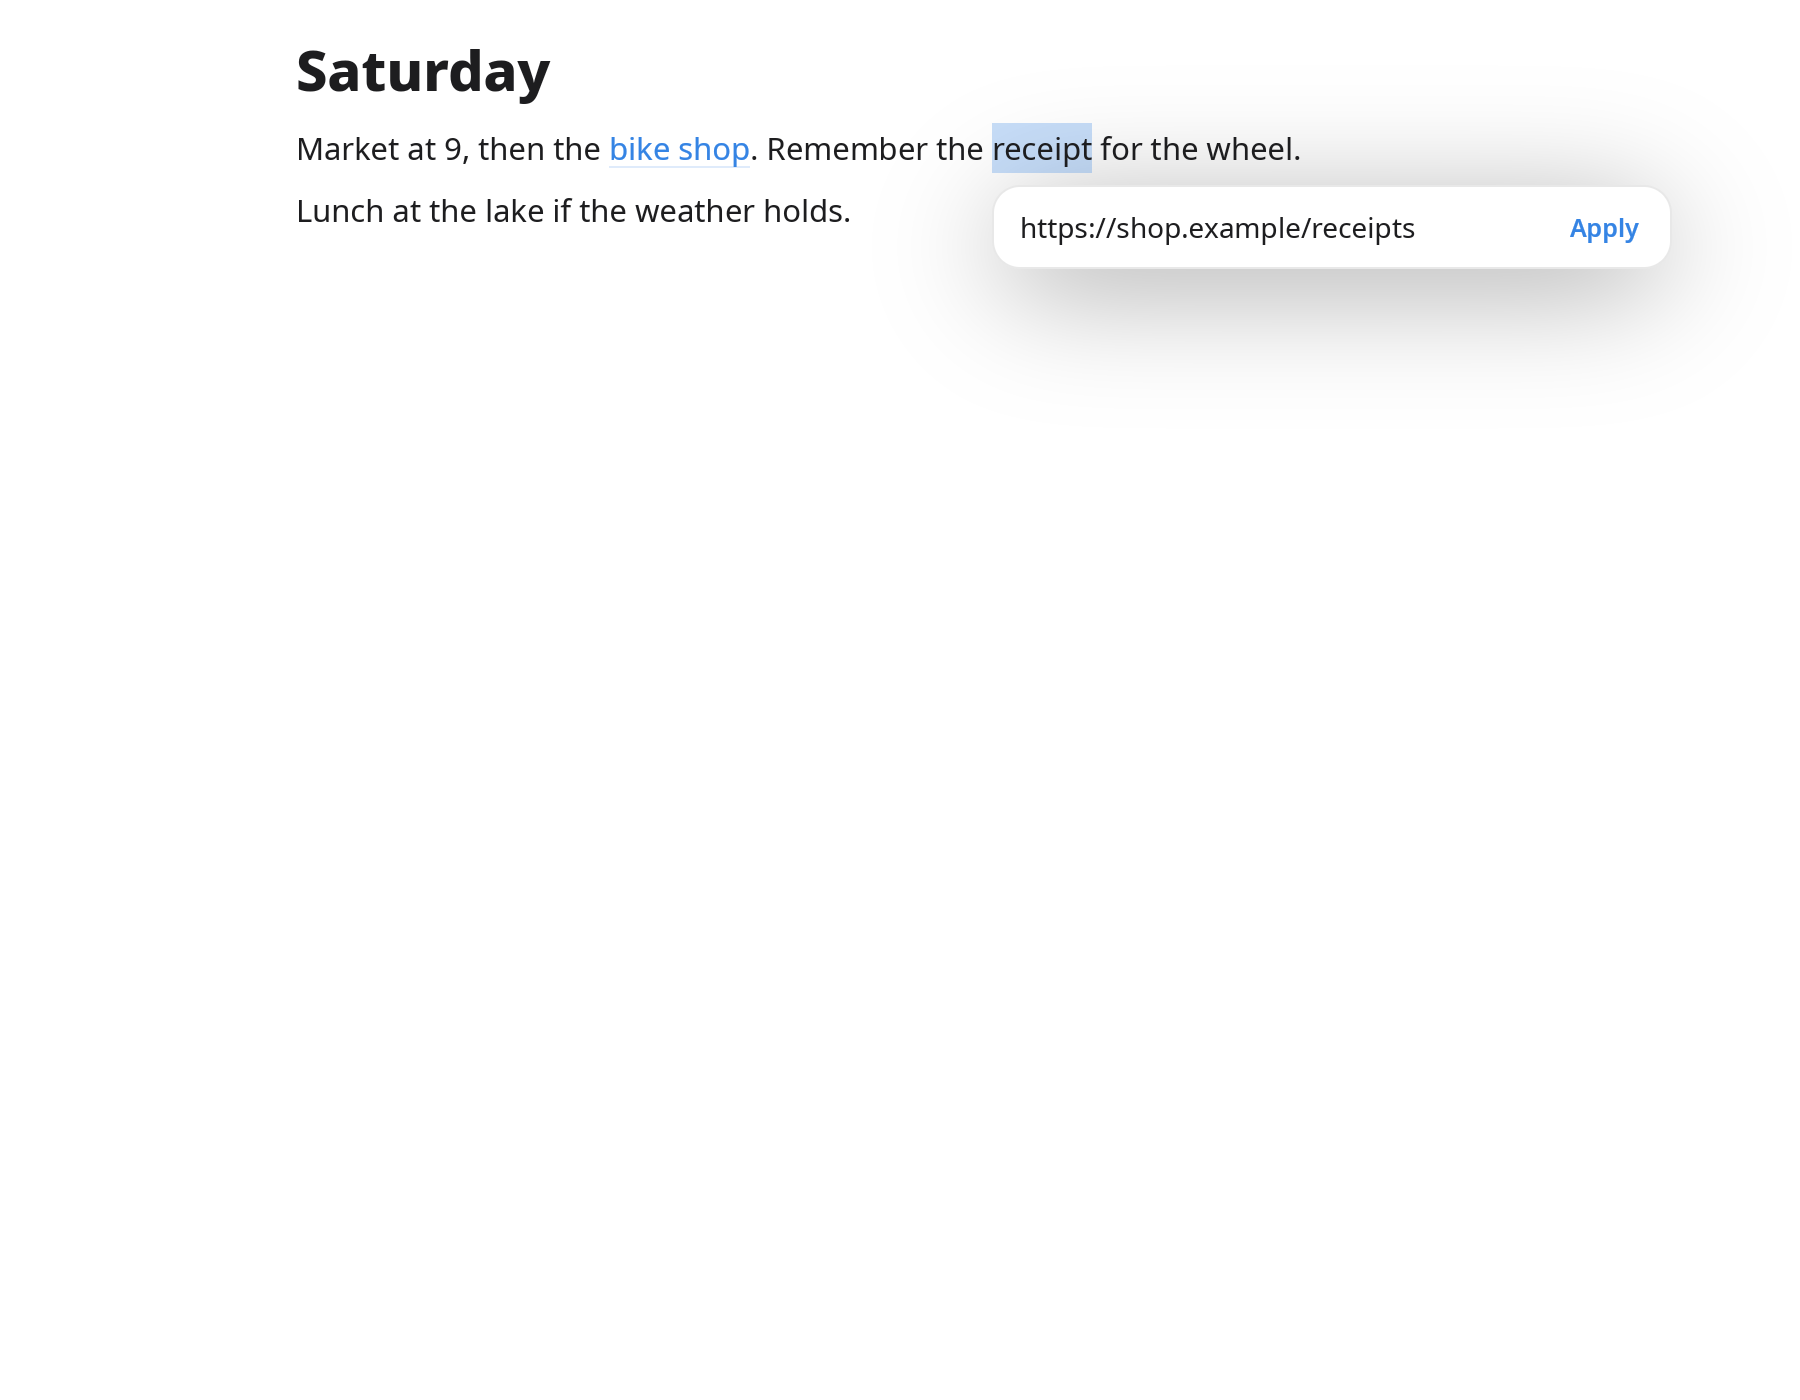 Saturday
Market at 9, then the bike shop. Remember the receipt for the wheel.
Lunch at the lake if the weather holds.
https://shop.example/receipts
Apply